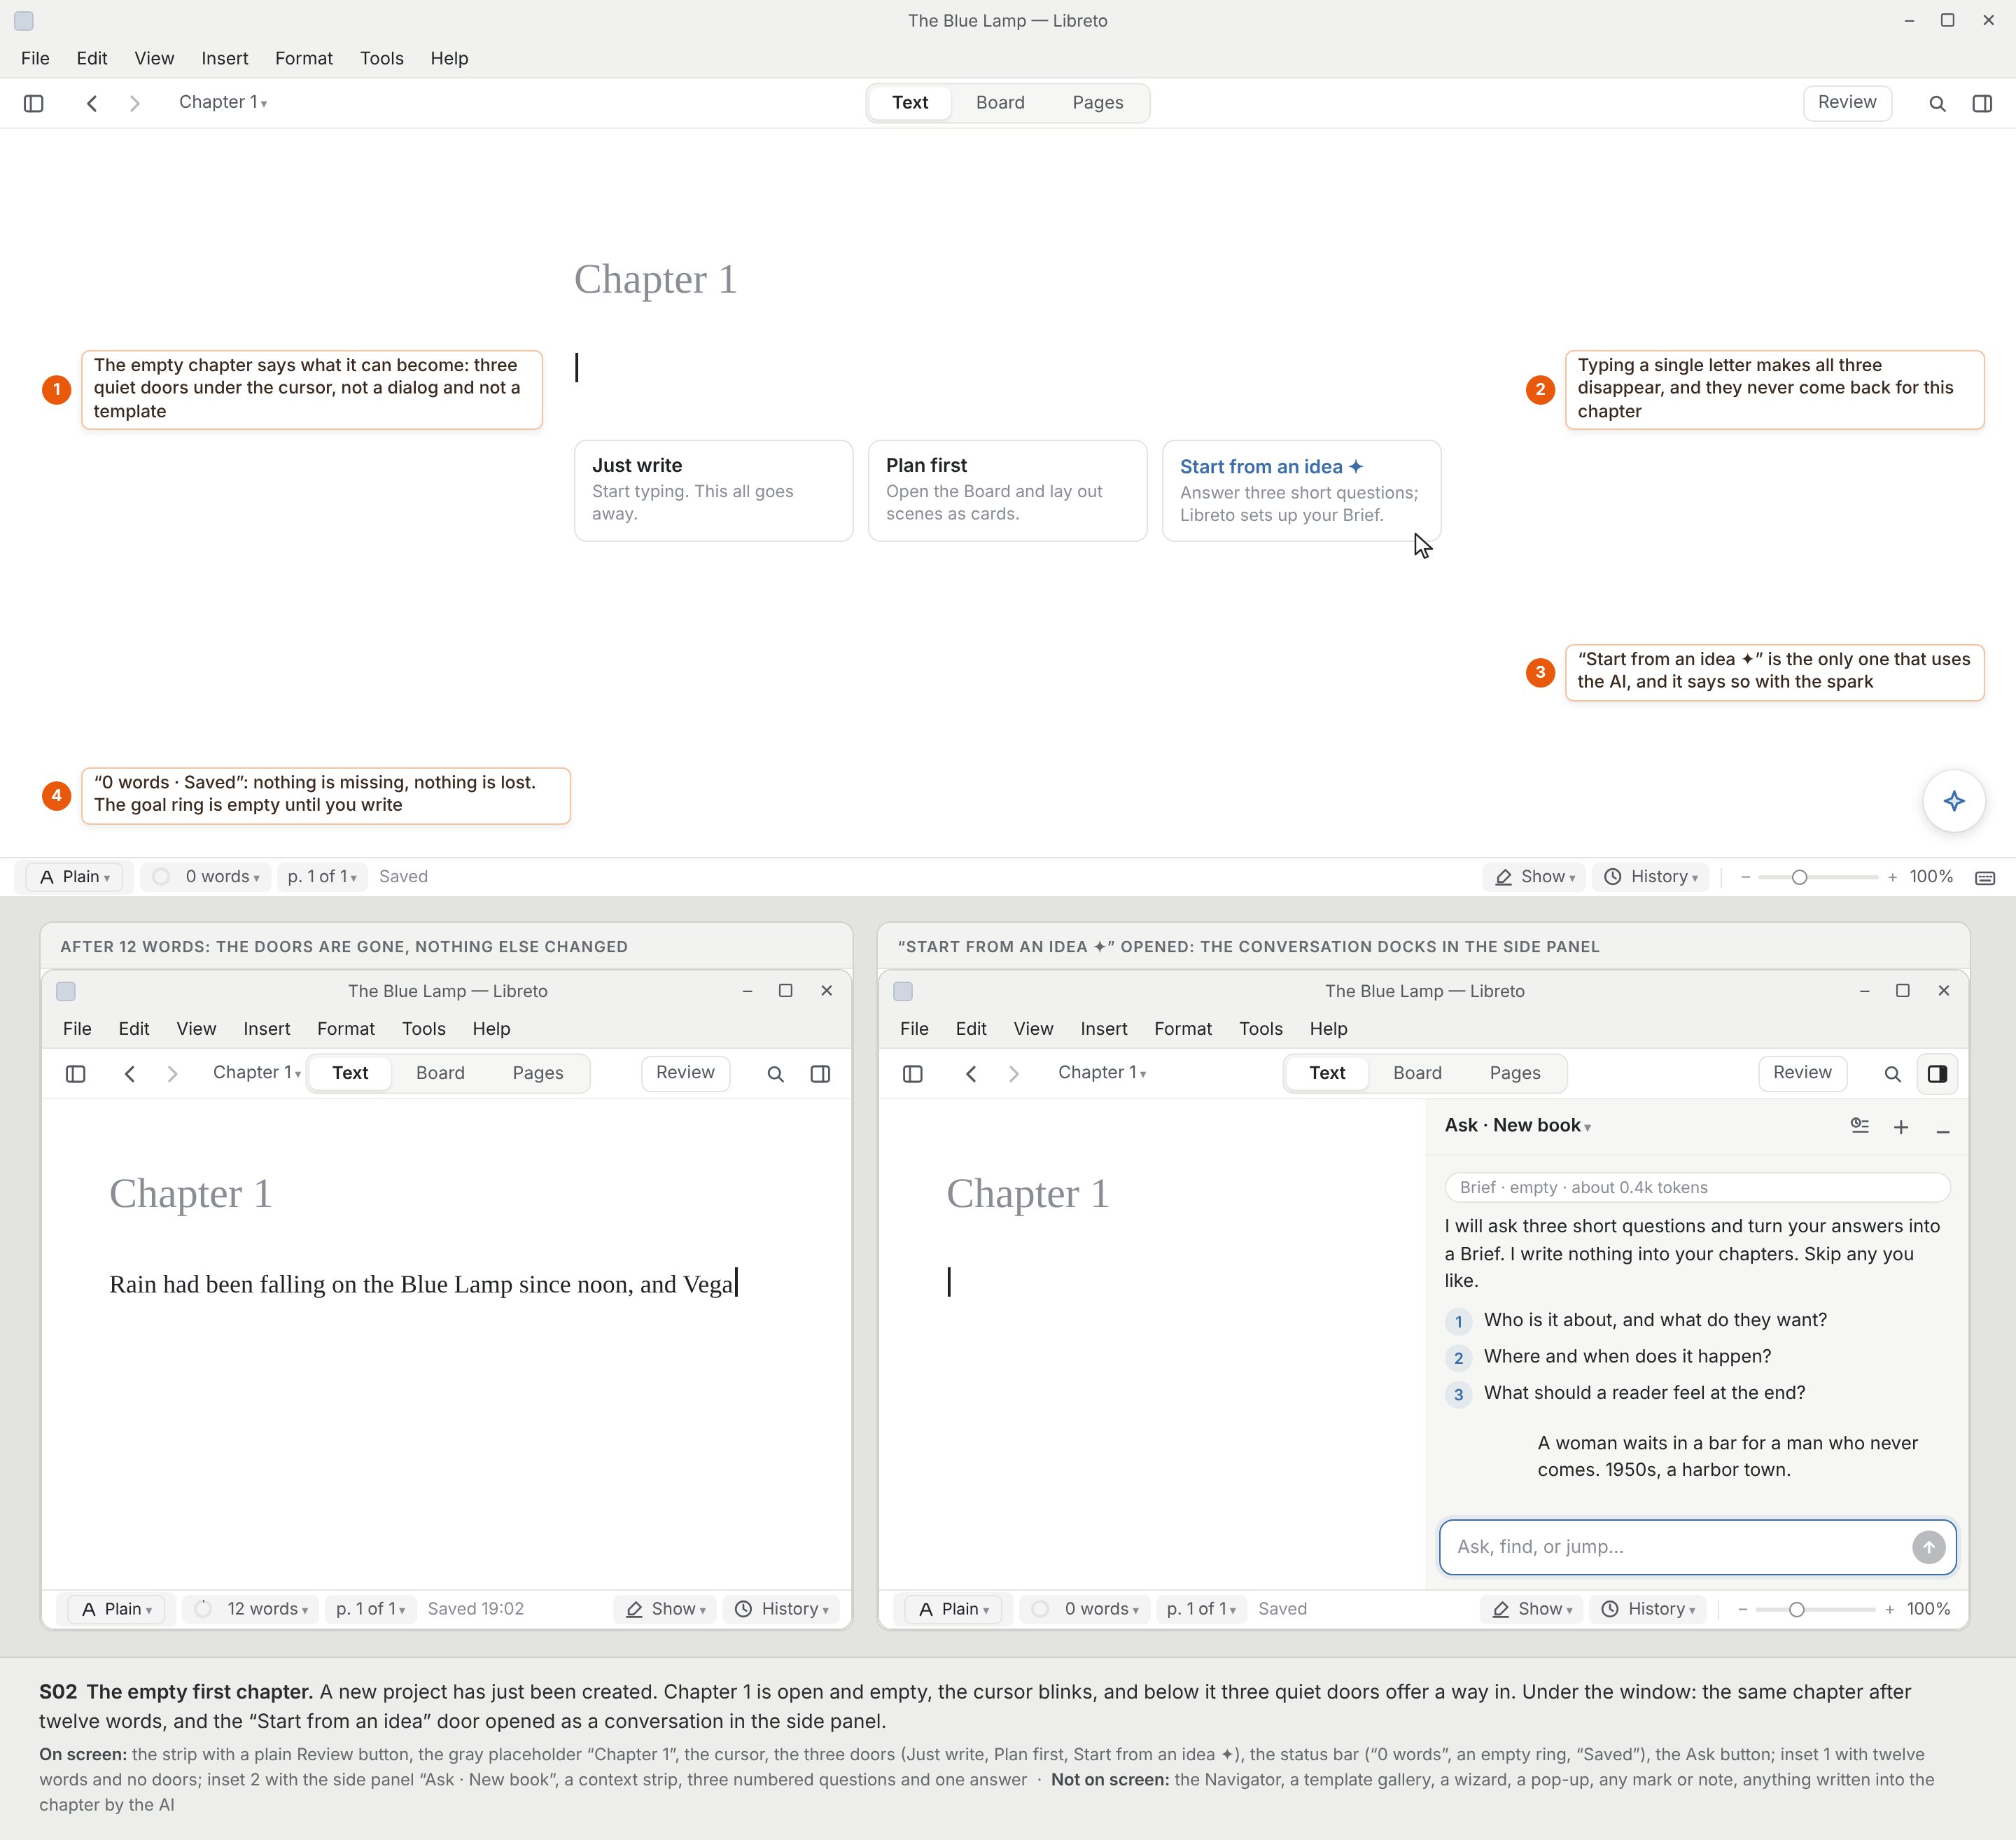 The Blue Lamp — Libreto
File Edit View Insert Format Tools Help
Chapter 1 ▾ Text Board Pages Review
Chapter 1
1 The empty chapter says what it can become: three
quiet doors under the cursor, not a dialog and not a
template
2 Typing a single letter makes all three
disappear, and they never come back for this
chapter
Just write
Start typing. This all goes
away.
Plan first
Open the Board and lay out
scenes as cards.
Start from an idea ✦
Answer three short questions;
Libreto sets up your Brief.
3 “Start from an idea ✦” is the only one that uses
the AI, and it says so with the spark
4 “0 words · Saved”: nothing is missing, nothing is lost.
The goal ring is empty until you write
A Plain ▾ 0 words ▾ p. 1 of 1 ▾ Saved Show ▾ History ▾ − + 100%
AFTER 12 WORDS: THE DOORS ARE GONE, NOTHING ELSE CHANGED
The Blue Lamp — Libreto
File Edit View Insert Format Tools Help
Chapter 1 ▾ Text Board Pages Review
Chapter 1
Rain had been falling on the Blue Lamp since noon, and Vega
A Plain ▾ 12 words ▾ p. 1 of 1 ▾ Saved 19:02 Show ▾ History ▾
“START FROM AN IDEA ✦” OPENED: THE CONVERSATION DOCKS IN THE SIDE PANEL
The Blue Lamp — Libreto
File Edit View Insert Format Tools Help
Chapter 1 ▾ Text Board Pages Review
Chapter 1
Ask · New book ▾
Brief · empty · about 0.4k tokens
I will ask three short questions and turn your answers into
a Brief. I write nothing into your chapters. Skip any you
like.
1 Who is it about, and what do they want?
2 Where and when does it happen?
3 What should a reader feel at the end?
A woman waits in a bar for a man who never
comes. 1950s, a harbor town.
Ask, find, or jump...
A Plain ▾ 0 words ▾ p. 1 of 1 ▾ Saved Show ▾ History ▾ − + 100%
S02 The empty first chapter. A new project has just been created. Chapter 1 is open and empty, the cursor blinks, and below it three quiet doors offer a way in. Under the window: the same chapter after
twelve words, and the “Start from an idea” door opened as a conversation in the side panel.
On screen: the strip with a plain Review button, the gray placeholder “Chapter 1”, the cursor, the three doors (Just write, Plan first, Start from an idea ✦), the status bar (“0 words”, an empty ring, “Saved”), the Ask button; inset 1 with twelve
words and no doors; inset 2 with the side panel “Ask · New book”, a context strip, three numbered questions and one answer · Not on screen: the Navigator, a template gallery, a wizard, a pop-up, any mark or note, anything written into the
chapter by the AI